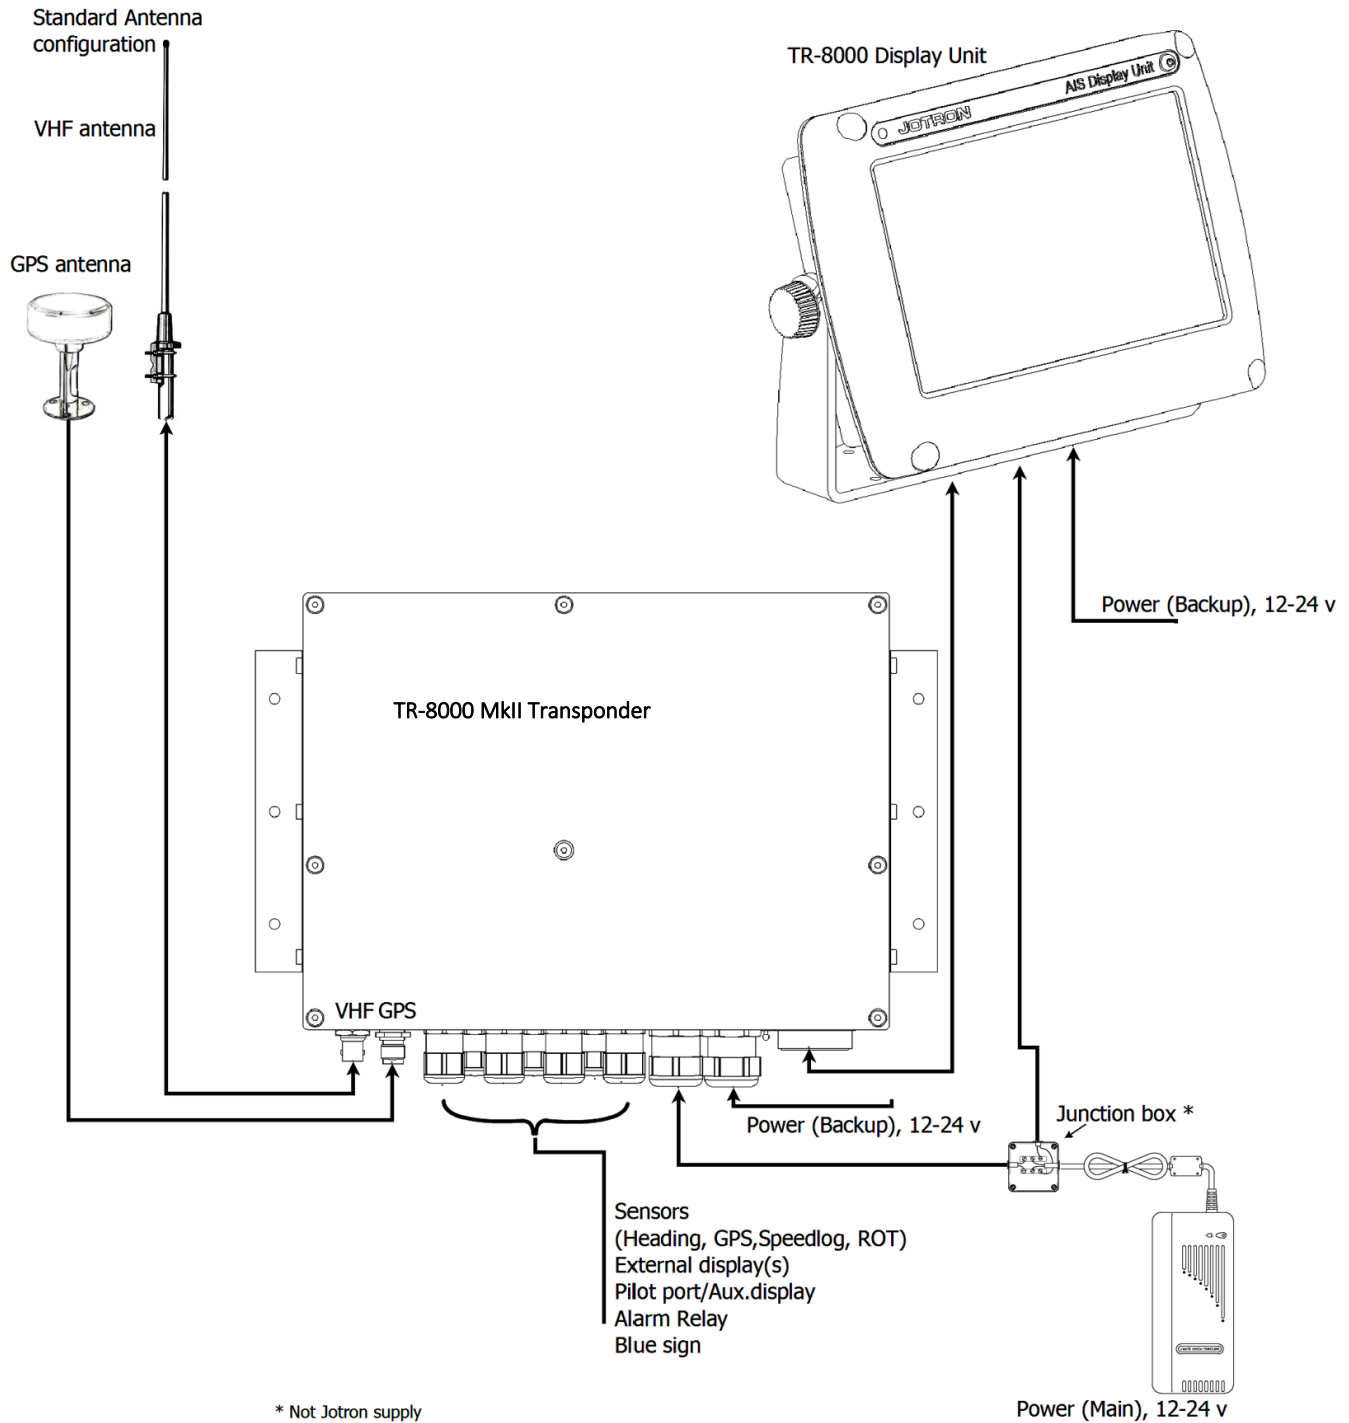 Standard Antenna
configuration
TR-8000 Display Unit
AIS Display Unit
JOTRON
VHF antenna
GPS antenna
Power (Backup), 12-24 v
TR-8000 MkII Transponder
VHF GPS
Power (Backup), 12-24 v
Junction box *
Sensors
(Heading, GPS,Speedlog, ROT)
External display(s)
Pilot port/Aux.display
Alarm Relay
Blue sign
Power (Main), 12-24 v
* Not Jotron supply